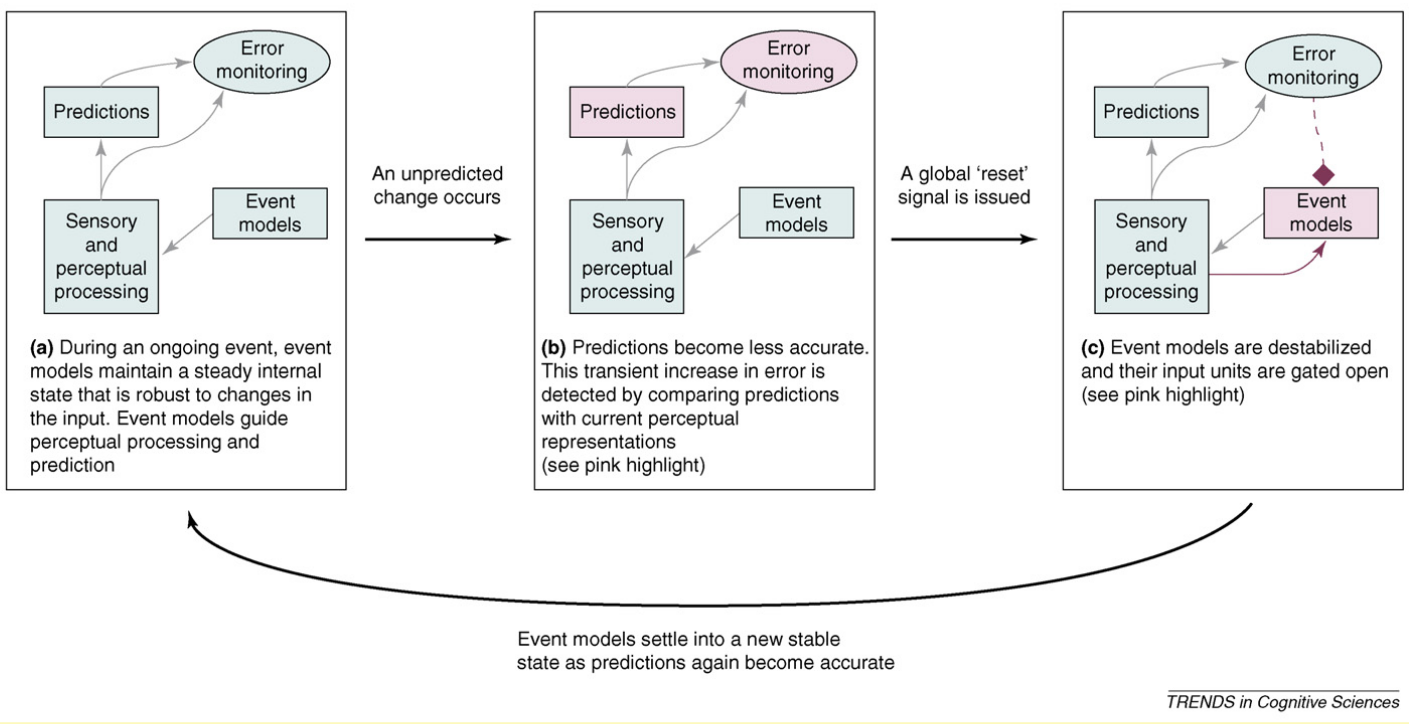 Error
monitoring
Predictions
Sensory
and
perceptual
processing
Event
models
(a) During an ongoing event, event
models maintain a steady internal
state that is robust to changes in
the input. Event models guide
perceptual processing and
prediction
An unpredicted
change occurs
Error
monitoring
Predictions
Sensory
and
perceptual
processing
Event
models
(b) Predictions become less accurate.
This transient increase in error is
detected by comparing predictions
with current perceptual
representations
(see pink highlight)
A global ‘reset’
signal is issued
Error
monitoring
Predictions
Sensory
and
perceptual
processing
Event
models
(c) Event models are destabilized
and their input units are gated open
(see pink highlight)
Event models settle into a new stable
state as predictions again become accurate
TRENDS in Cognitive Sciences